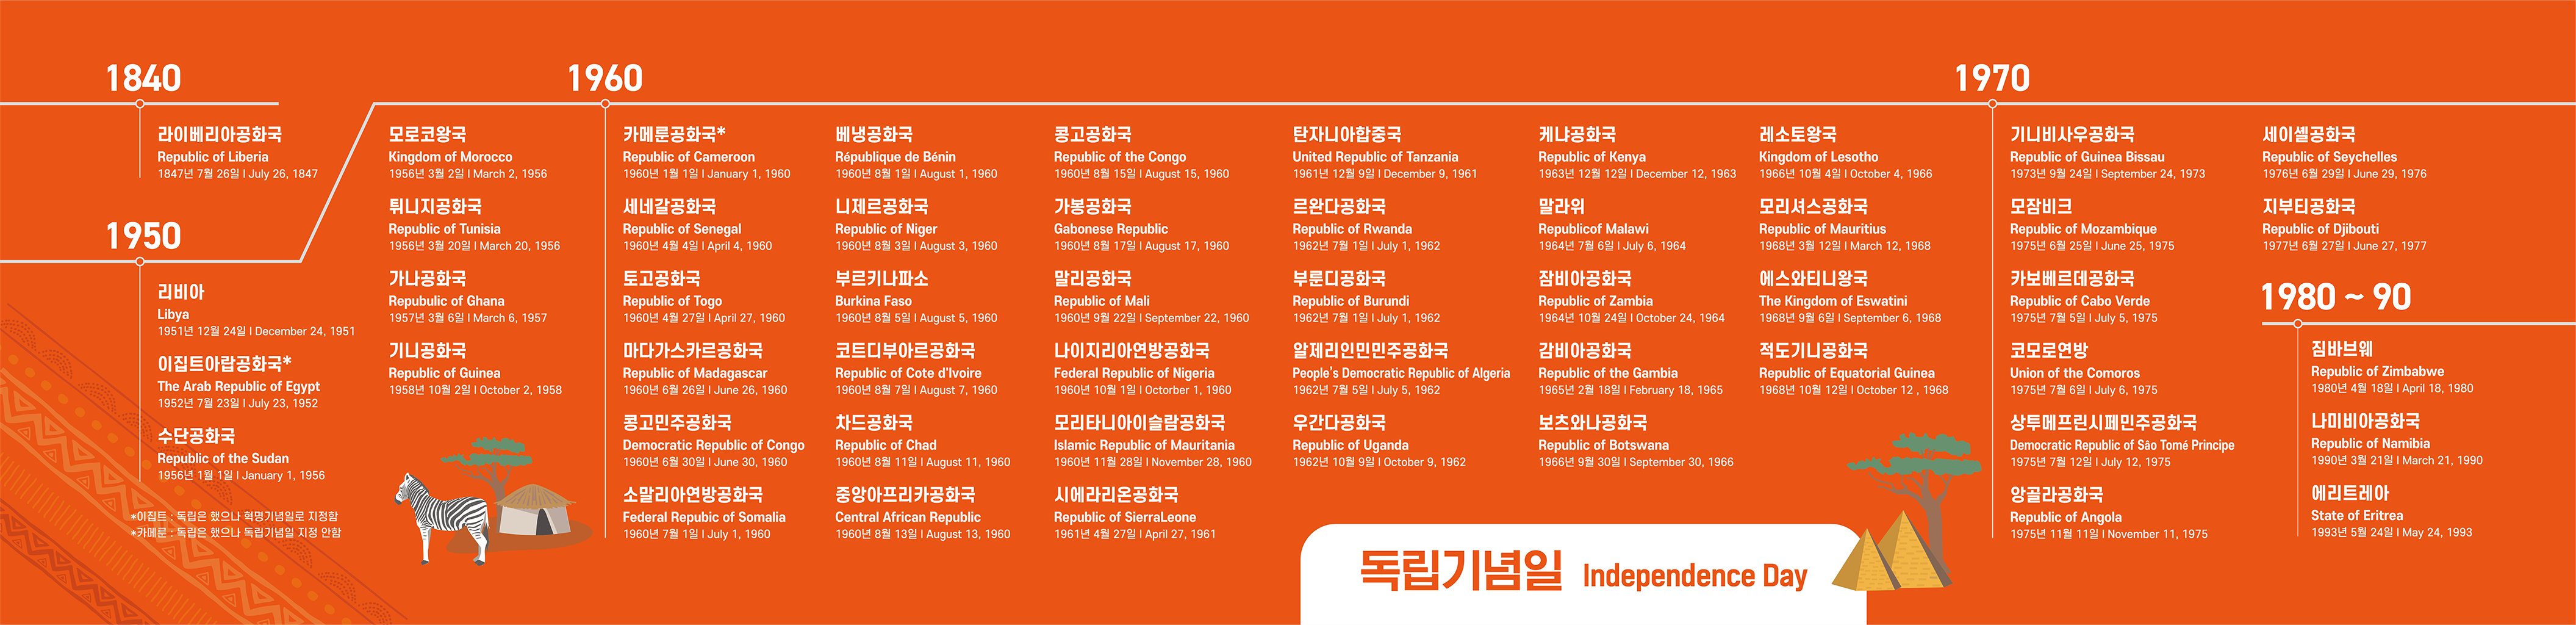 1840
라이베리아공화국
Republic of Liberia
1847년 7월 26일 I July 26, 1847
1950
리비아
Libya
1951년 12월 24일 I December 24, 1951
이집트아랍공화국*
The Arab Republic of Egypt
1952년 7월 23일 I July 23, 1952
수단공화국
Republic of the Sudan
1956년 1월 1일 I January 1, 1956
*이집트 : 독립은 했으나 혁명기념일로 지정함
*카메룬 : 독립은 했으나 독립기념일 지정 안함
모로코왕국
Kingdom of Morocco
1956년 3월 2일 I March 2, 1956
튀니지공화국
Republic of Tunisia
1956년 3월 20일 I March 20, 1956
가나공화국
Repubulic of Ghana
1957년 3월 6일 I March 6, 1957
기니공화국
Republic of Guinea
1958년 10월 2일 I October 2, 1958
1960
카메룬공화국*
Republic of Cameroon
1960년 1월 1일 I January 1, 1960
세네갈공화국
Republic of Senegal
1960년 4월 4일 I April 4, 1960
토고공화국
Republic of Togo
1960년 4월 27일 I April 27, 1960
마다가스카르공화국
Republic of Madagascar
1960년 6월 26일 I June 26, 1960
콩고민주공화국
Democratic Republic of Congo
1960년 6월 30일 I June 30, 1960
소말리아연방공화국
Federal Repubic of Somalia
1960년 7월 1일 I July 1, 1960
베냉공화국
République de Bénin
1960년 8월 1일 I August 1, 1960
니제르공화국
Republic of Niger
1960년 8월 3일 I August 3, 1960
부르키나파소
Burkina Faso
1960년 8월 5일 I August 5, 1960
코트디부아르공화국
Republic of Cote d'Ivoire
1960년 8월 7일 I August 7, 1960
차드공화국
Republic of Chad
1960년 8월 11일 I August 11, 1960
중앙아프리카공화국
Central African Republic
1960년 8월 13일 I August 13, 1960
콩고공화국
Republic of the Congo
1960년 8월 15일 I August 15, 1960
가봉공화국
Gabonese Republic
1960년 8월 17일 I August 17, 1960
말리공화국
Republic of Mali
1960년 9월 22일 I September 22, 1960
나이지리아연방공화국
Federal Republic of Nigeria
1960년 10월 1일 I Octorber 1, 1960
모리타니아이슬람공화국
Islamic Republic of Mauritania
1960년 11월 28일 I November 28, 1960
시에라리온공화국
Republic of SierraLeone
1961년 4월 27일 I April 27, 1961
탄자니아합중국
United Republic of Tanzania
1961년 12월 9일 I December 9, 1961
르완다공화국
Republic of Rwanda
1962년 7월 1일 I July 1, 1962
부룬디공화국
Republic of Burundi
1962년 7월 1일 I July 1, 1962
알제리인민민주공화국
People's Democratic Republic of Algeria
1962년 7월 5일 I July 5, 1962
우간다공화국
Republic of Uganda
1962년 10월 9일 I October 9, 1962
케냐공화국
Republic of Kenya
1963년 12월 12일 I December 12, 1963
말라위
Republicof Malawi
1964년 7월 6일 I July 6, 1964
잠비아공화국
Republic of Zambia
1964년 10월 24일 I October 24, 1964
감비아공화국
Republic of the Gambia
1965년 2월 18일 I February 18, 1965
보츠와나공화국
Republic of Botswana
1966년 9월 30일 I September 30, 1966
레소토왕국
Kingdom of Lesotho
1966년 10월 4일 I October 4, 1966
모리셔스공화국
Republic of Mauritius
1968년 3월 12일 I March 12, 1968
에스와티니왕국
The Kingdom of Eswatini
1968년 9월 6일 I September 6, 1968
적도기니공화국
Republic of Equatorial Guinea
1968년 10월 12일 I October 12 , 1968
1970
기니비사우공화국
Republic of Guinea Bissau
1973년 9월 24일 I September 24, 1973
모잠비크
Republic of Mozambique
1975년 6월 25일 I June 25, 1975
카보베르데공화국
Republic of Cabo Verde
1975년 7월 5일 I July 5, 1975
코모로연방
Union of the Comoros
1975년 7월 6일 I July 6, 1975
상투메프린시페민주공화국
Democratic Republic of São Tomé Principe
1975년 7월 12일 I July 12, 1975
앙골라공화국
Republic of Angola
1975년 11월 11일 I November 11, 1975
세이셸공화국
Republic of Seychelles
1976년 6월 29일 I June 29, 1976
지부티공화국
Republic of Djibouti
1977년 6월 27일 I June 27, 1977
1980 ~ 90
짐바브웨
Republic of Zimbabwe
1980년 4월 18일 I April 18, 1980
나미비아공화국
Republic of Namibia
1990년 3월 21일 I March 21, 1990
에리트레아
State of Eritrea
1993년 5월 24일 I May 24, 1993
독립기념일 Independence Day